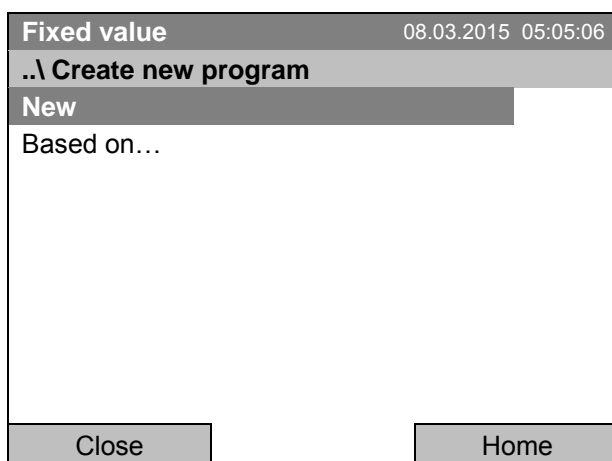 Fixed value 08.03.2015 05:05:06
..\ Create new program
New
Based on…
Close Home